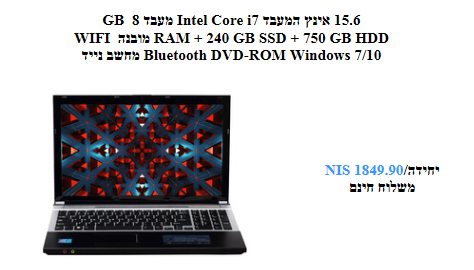 15.6 אינץ המעבד Intel Core i7 מעבד 8 GB
RAM + 240 GB SSD + 750 GB HDD מובנה WIFI
Bluetooth DVD-ROM Windows 7/10 מחשב נייד
יחידה/NIS 1849.90
משלוח חינם